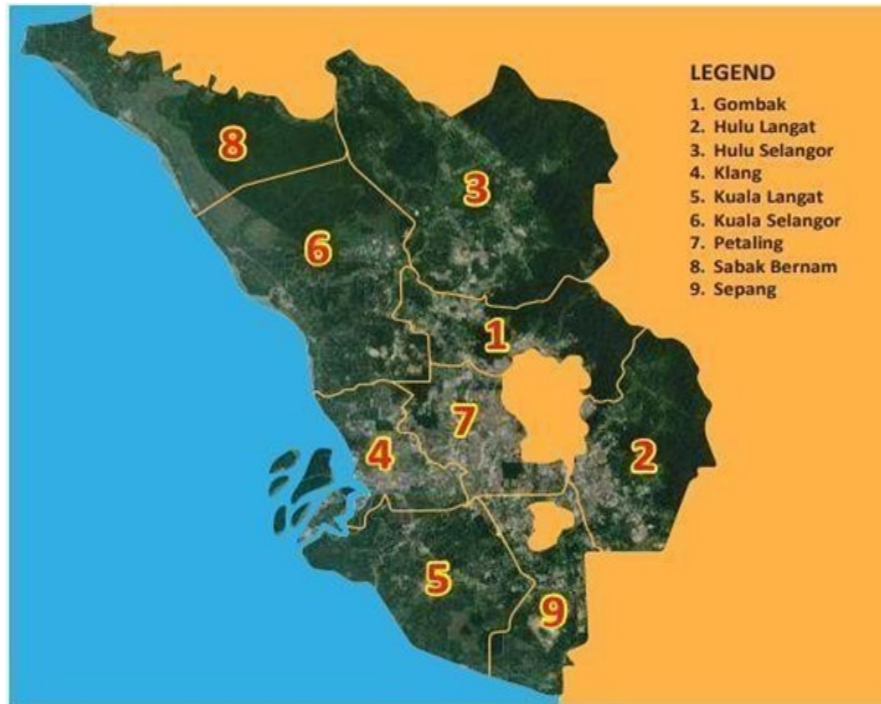 LEGEND
1. Gombak
2. Hulu Langat
3. Hulu Selangor
4. Klang
5. Kuala Langat
6. Kuala Selangor
7. Petaling
8. Sabak Bernam
9. Sepang
8
3
6
1
7
4
2
5
9